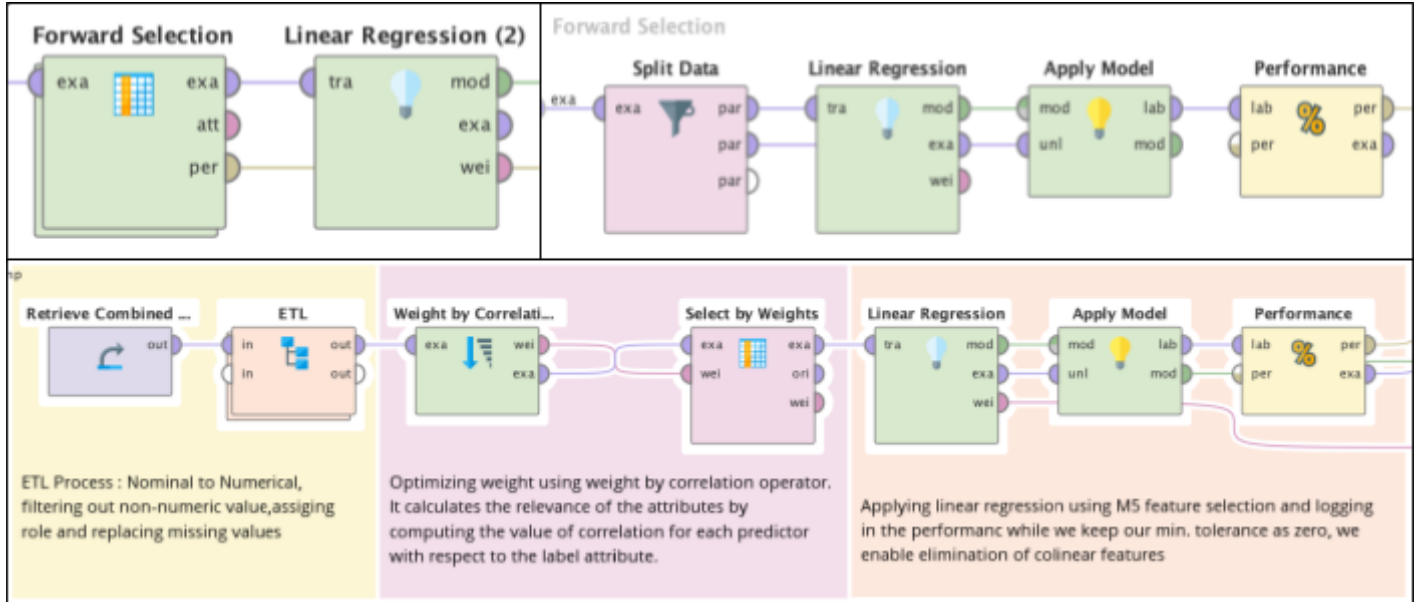 Forward Selection
Linear Regression (2)
exa
exa
att
per
tra
mod
exa
wei
Forward Selection
Split Data
Linear Regression
Apply Model
Performance
exa
exa
par
par
par
tra
mod
exa
wei
mod
unl
lab
mod
lab
per
per
exa
Retrieve Combined ...
ETL
Weight by Correlati...
Select by Weights
Linear Regression
Apply Model
Performance
out
in
in
out
out
exa
wei
exa
exa
wei
exa
ori
wei
tra
mod
exa
wei
mod
unl
lab
mod
lab
per
per
exa
ETL Process : Nominal to Numerical,
filtering out non-numeric value,assiging
role and replacing missing values
Optimizing weight using weight by correlation operator.
It calculates the relevance of the attributes by
computing the value of correlation for each predictor
with respect to the label attribute.
Applying linear regression using M5 feature selection and logging
in the performanc while we keep our min. tolerance as zero, we
enable elimination of colinear features